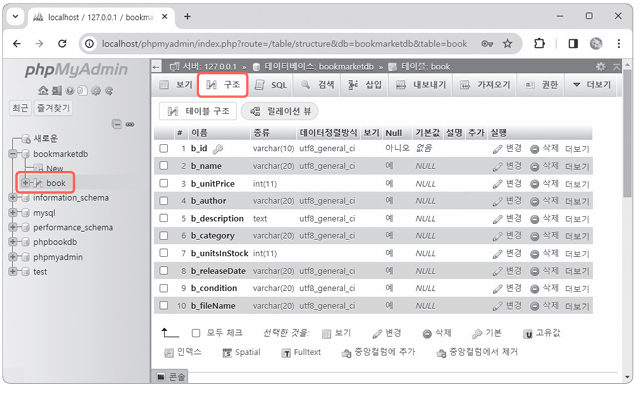 localhost / 127.0.0.1 / bookmar
localhost/phpmyadmin/index.php?route=/table/structure&db=bookmarketdb&table=book
phpMyAdmin
서버: 127.0.0.1 » 데이터베이스: bookmarketdb » 테이블: book
보기 구조 SQL 검색 삽입 내보내기 가져오기 권한 더보기
최근 즐겨찾기
테이블 구조 릴레이션 뷰
새로운
bookmarketdb
New
book
information_schema
mysql
performance_schema
phpbookdb
phpmyadmin
test
# 이름 종류 데이터정렬방식 보기 Null 기본값 설명 추가 실행
1 b_id varchar(10) utf8_general_ci 아니오 없음 변경 삭제 더보기
2 b_name varchar(20) utf8_general_ci 예 NULL 변경 삭제 더보기
3 b_unitPrice int(11) 예 NULL 변경 삭제 더보기
4 b_author varchar(20) utf8_general_ci 예 NULL 변경 삭제 더보기
5 b_description text utf8_general_ci 예 NULL 변경 삭제 더보기
6 b_category varchar(20) utf8_general_ci 예 NULL 변경 삭제 더보기
7 b_unitsInStock int(11) 예 NULL 변경 삭제 더보기
8 b_releaseDate varchar(20) utf8_general_ci 예 NULL 변경 삭제 더보기
9 b_condition varchar(20) utf8_general_ci 예 NULL 변경 삭제 더보기
10 b_fileName varchar(20) utf8_general_ci 예 NULL 변경 삭제 더보기
모두 체크 선택한 것을: 보기 변경 삭제 기본 고유값
인덱스 Spatial Fulltext 중앙컬럼에 추가 중앙컬럼에서 제거
콘솔